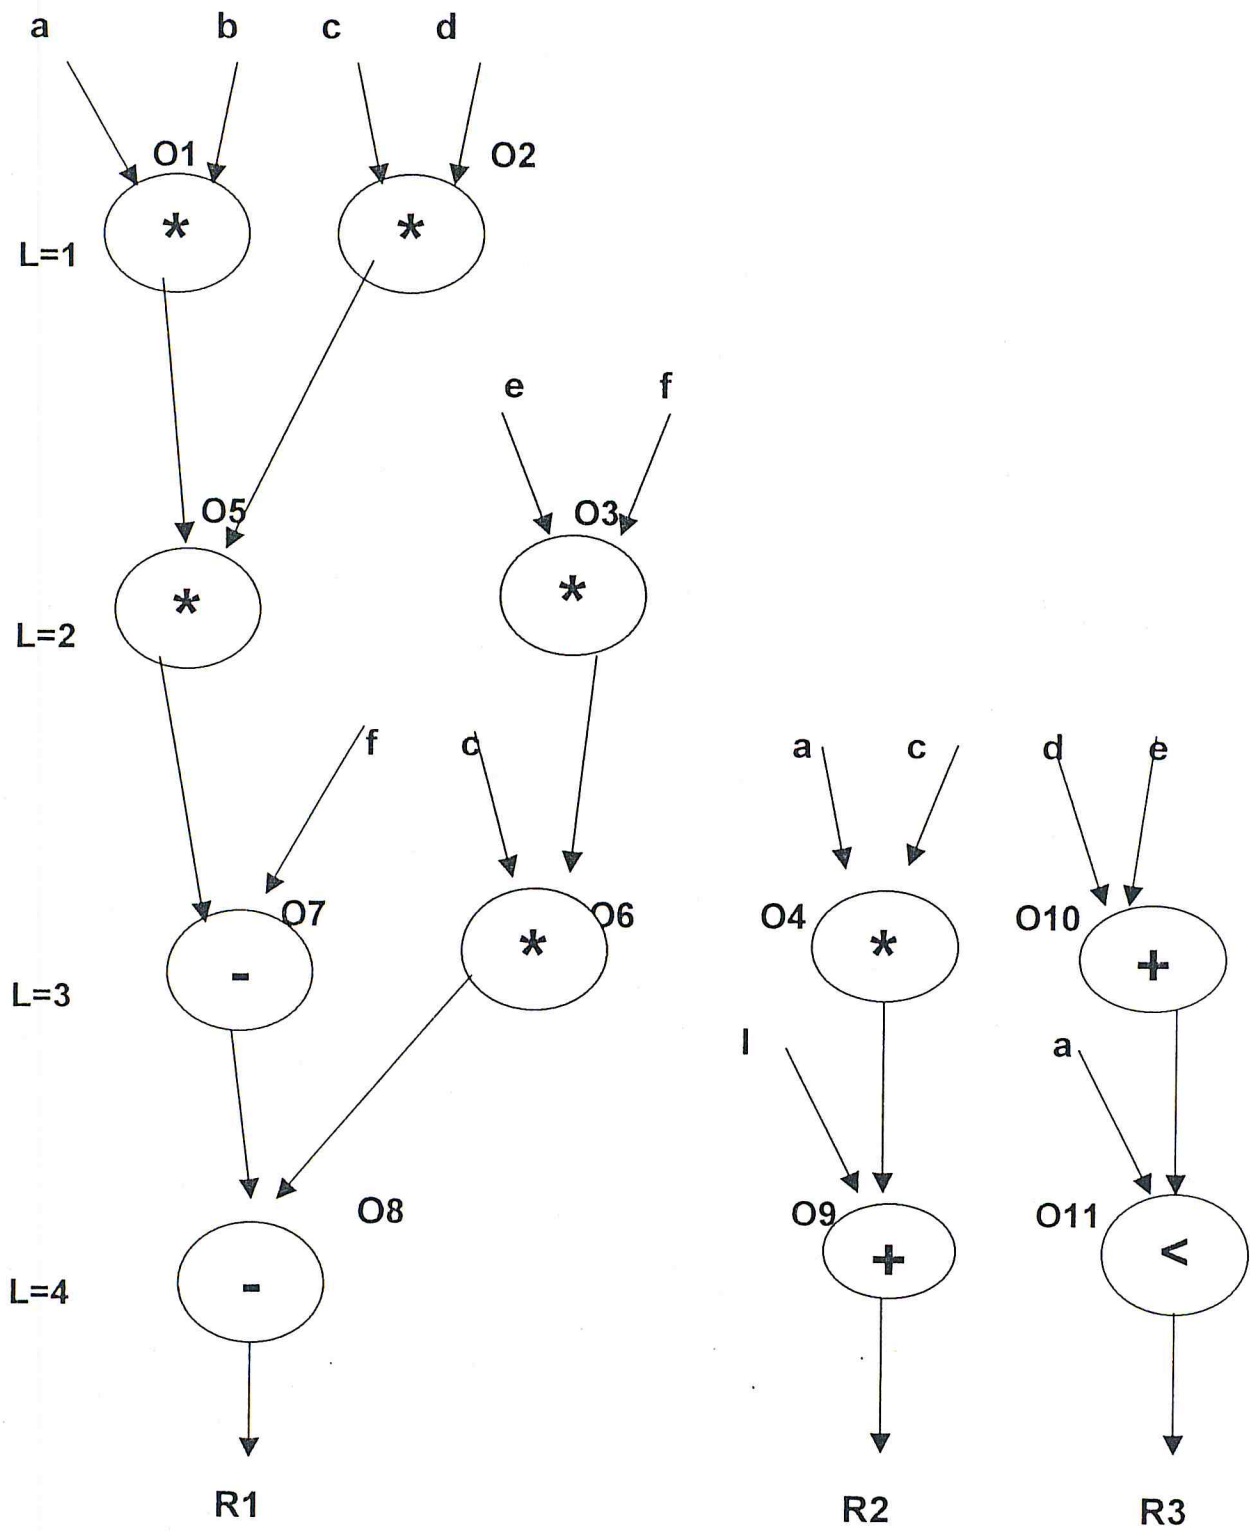 a b c d
O1 O2
* *
L=1
e f
O5 O3
* *
L=2
f c a c d e
O7 O6 O4 O10
- * * +
L=3
I a
O8 O9 O11
- + <
L=4
R1 R2 R3